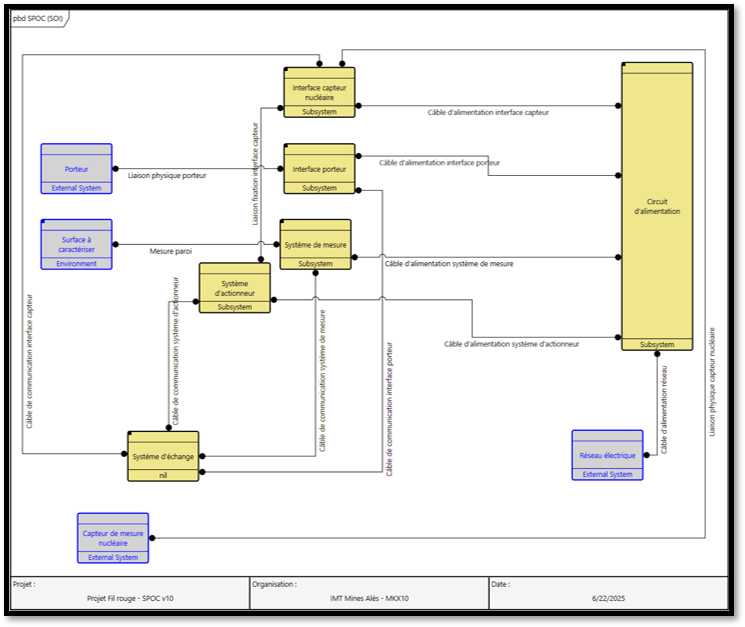 pbd SPOC (SOI)
Interface capteur
nucléaire
Subsystem
Câble d'alimentation interface capteur
Liaison fixation interface capteur
Porteur
External System
Liaison physique porteur
Interface porteur
Subsystem
Câble d'alimentation interface porteur
Circuit
d'alimentation
Subsystem
Surface à
caractériser
Environment
Mesure paroi
Système de mesure
Subsystem
Câble d'alimentation système de mesure
Système
d'actionneur
Subsystem
Câble d'alimentation système d'actionneur
Câble de communication interface capteur
Câble de communication système d'actionneur
Câble de communication système de mesure
Câble de communication interface porteur
Câble d'alimentation réseau
Liaison physique capteur nucléaire
Système d'échange
nil
Réseau électrique
External System
Capteur de mesure
nucléaire
External System
Projet :
Projet Fil rouge - SPOC v10
Organisation :
IMT Mines Alès - MKX10
Date :
6/22/2025